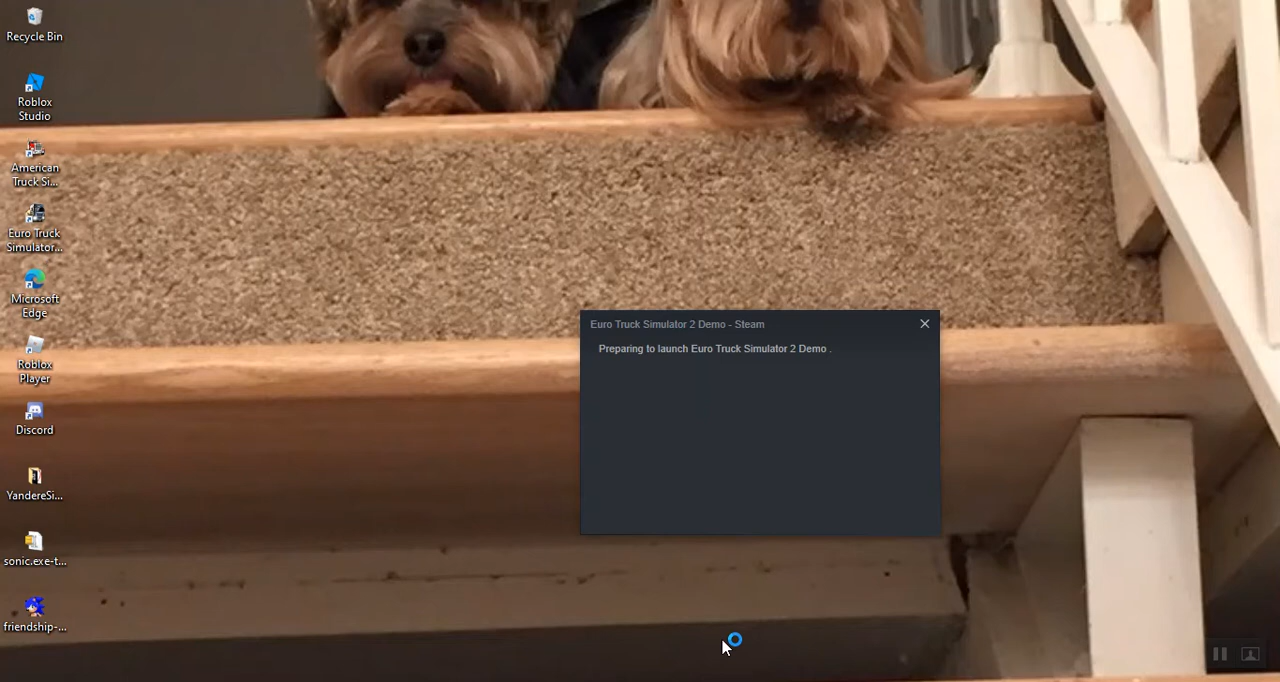 Recycle Bin
Roblox
Studio
American
Truck Si...
Euro Truck
Simulator...
Microsoft
Edge
Roblox
Player
Discord
YandereSi...
sonic.exe-t...
friendship-...
Euro Truck Simulator 2 Demo - Steam
Preparing to launch Euro Truck Simulator 2 Demo .